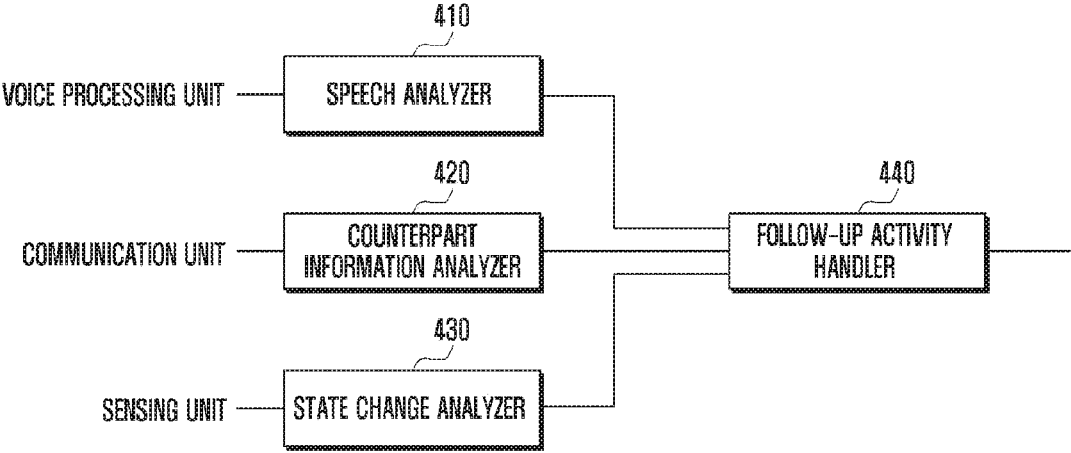 410
VOICE PROCESSING UNIT
SPEECH ANALYZER
420
440
COMMUNICATION UNIT
COUNTERPART
INFORMATION ANALYZER
FOLLOW-UP ACTIVITY
HANDLER
430
SENSING UNIT
STATE CHANGE ANALYZER